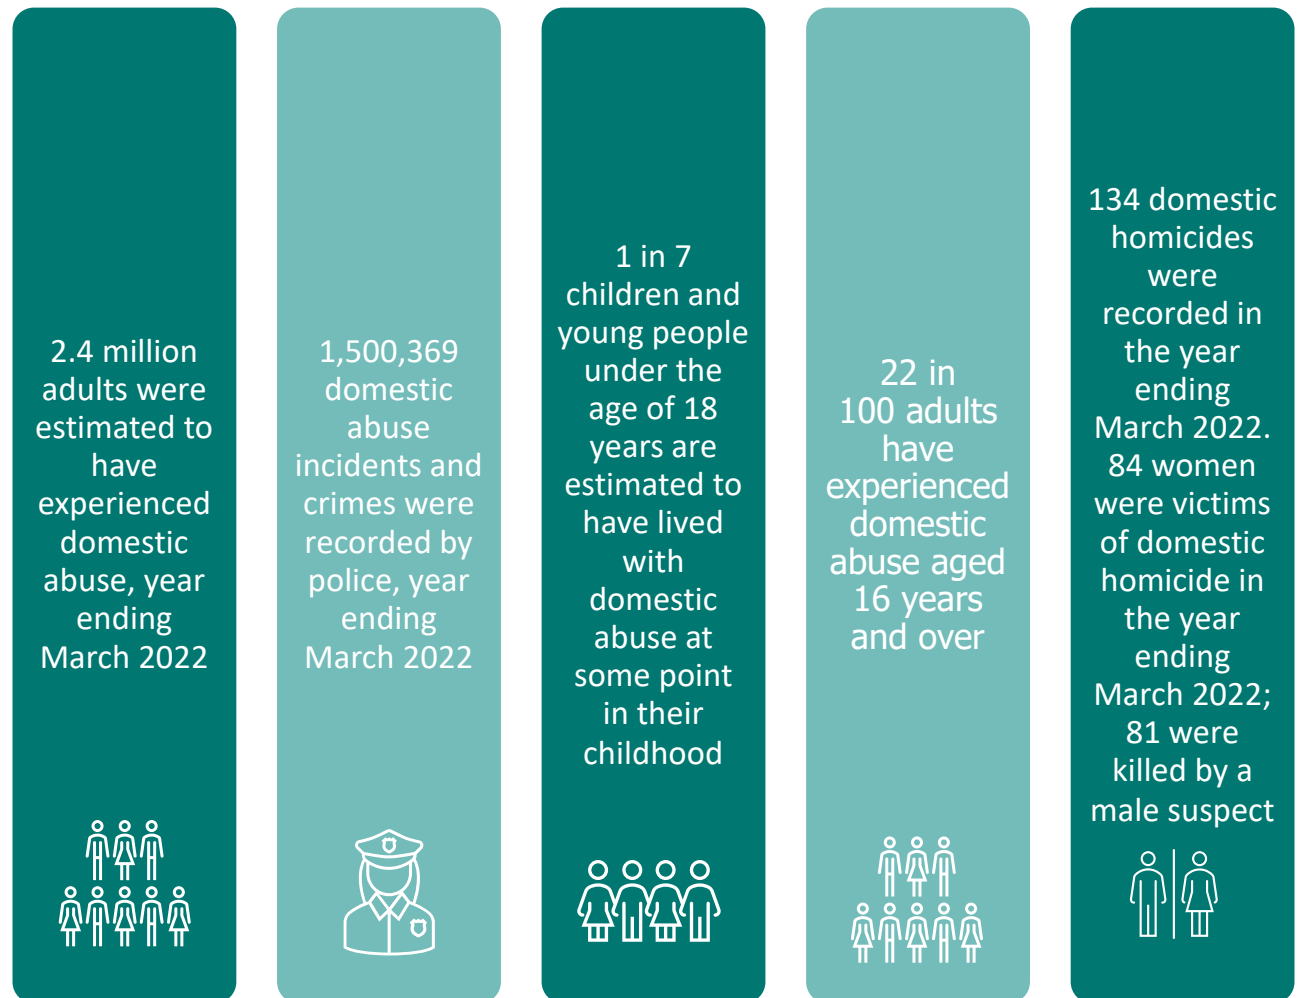 2.4 million
adults were
estimated to
have
experienced
domestic
abuse, year
ending
March 2022
1,500,369
domestic
abuse
incidents and
crimes were
recorded by
police, year
ending
March 2022
1 in 7
children and
young people
under the
age of 18
years are
estimated to
have lived
with
domestic
abuse at
some point
in their
childhood
22 in
100 adults
have
experienced
domestic
abuse aged
16 years
and over
134 domestic
homicides
were
recorded in
the year
ending
March 2022.
84 women
were victims
of domestic
homicide in
the year
ending
March 2022;
81 were
killed by a
male suspect